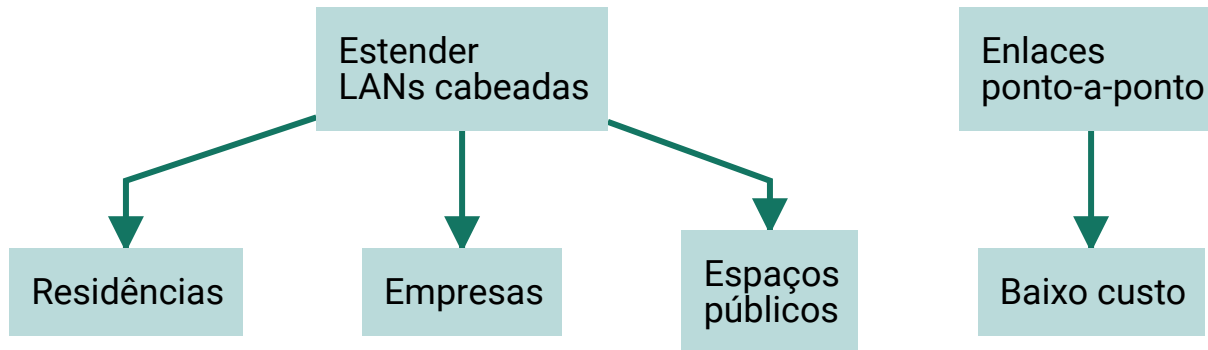 Estender
LANs cabeadas
Enlaces
ponto-a-ponto
Residências
Empresas
Espaços
públicos
Baixo custo